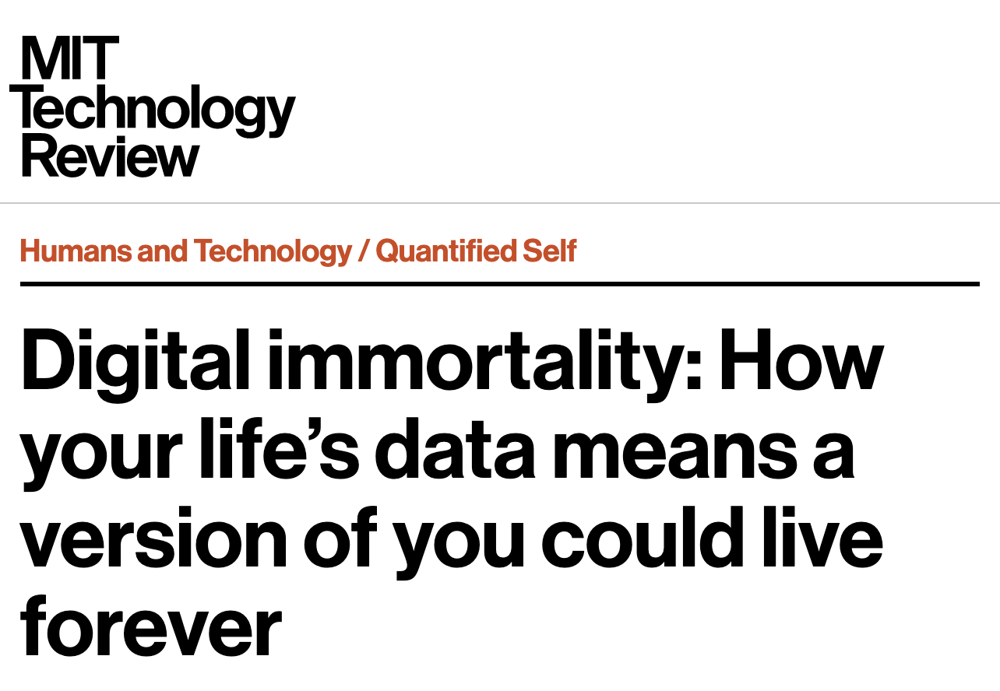 MIT
Technology
Review
Humans and Technology / Quantified Self
Digital immortality: How
your life’s data means a
version of you could live
forever